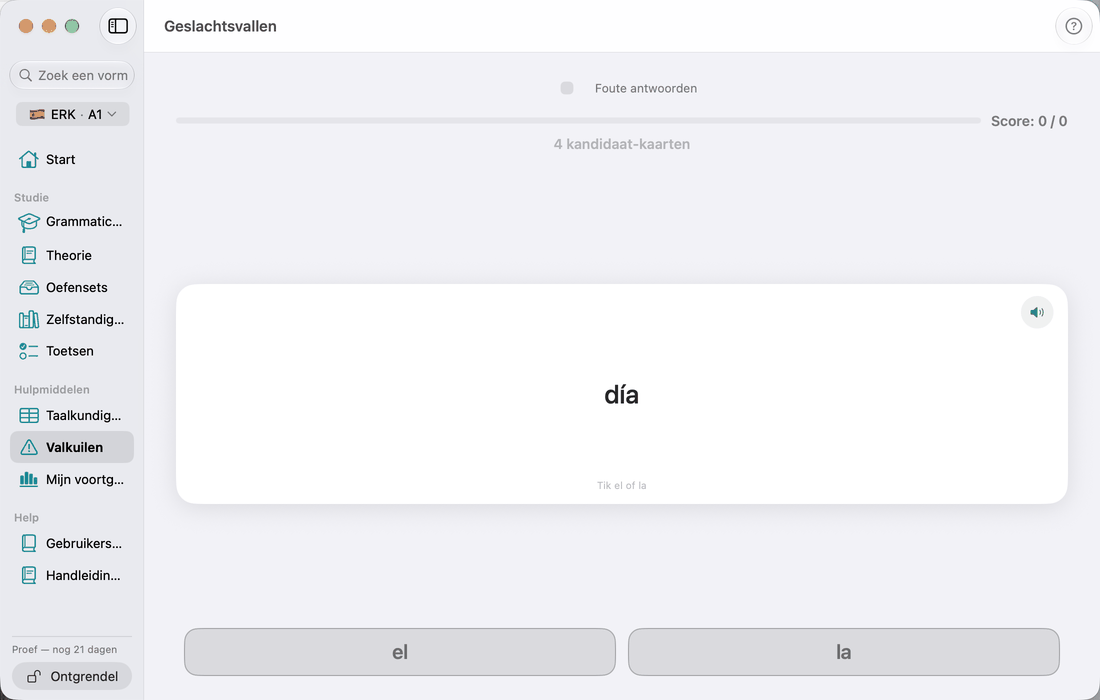 Geslachtsvallen
Zoek een vorm
ERK · A1
Start
Studie
Grammatic...
Theorie
Oefensets
Zelfstandig...
Toetsen
Hulpmiddelen
Taalkundig...
Valkuilen
Mijn voortg...
Help
Gebruikers...
Handleidin...
Proef — nog 21 dagen
Ontgrendel
Foute antwoorden
Score: 0 / 0
4 kandidaat-kaarten
día
Tik el of la
el
la